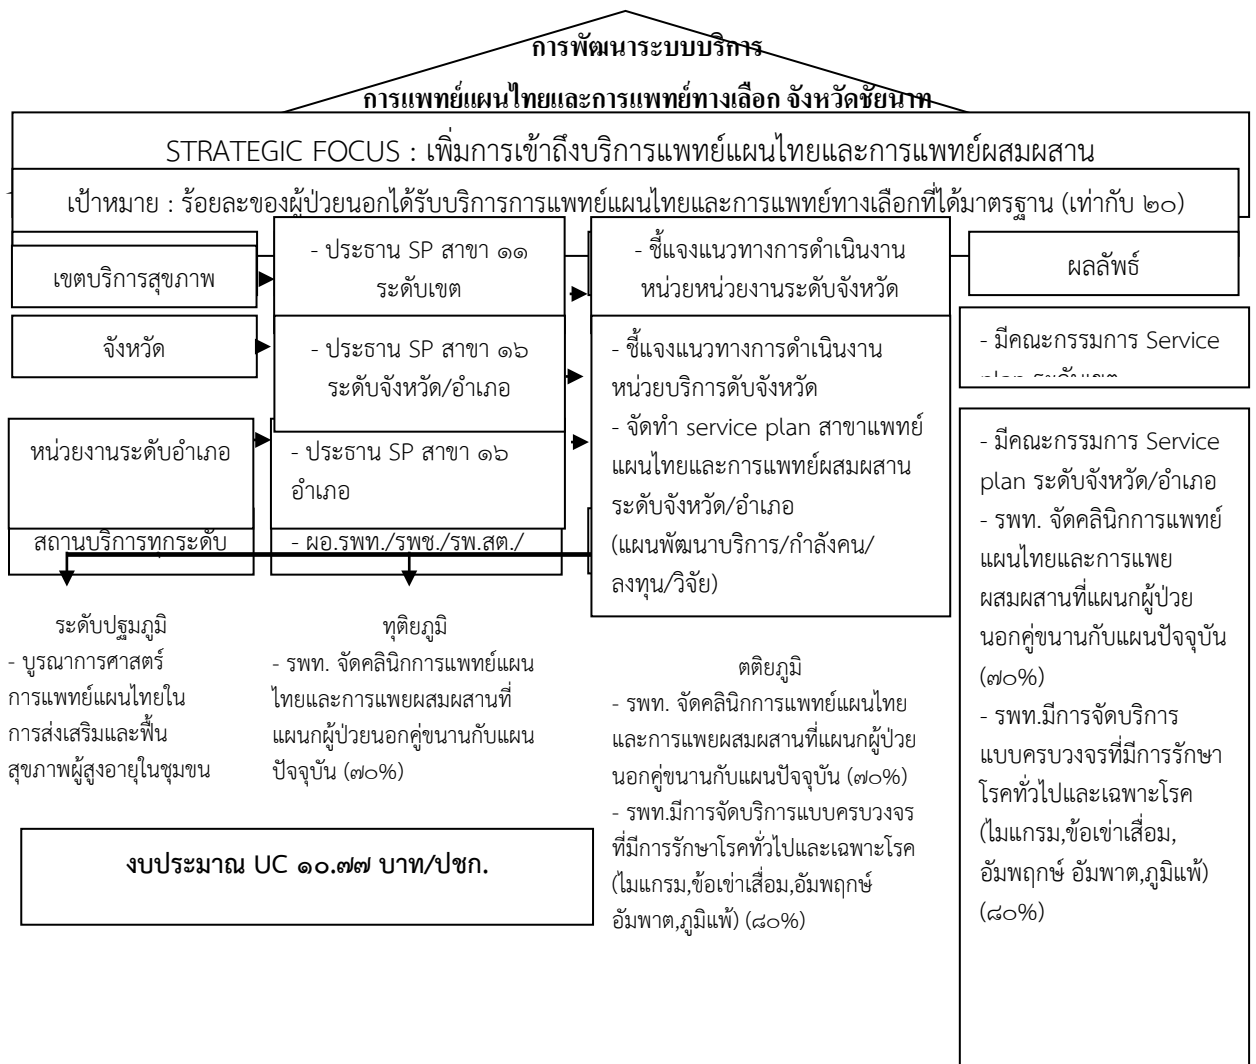 การพัฒนาระบบบริการ
การแพทย์แผนไทยและการแพทย์ทางเลือก จังหวัดชัยนาท
STRATEGIC FOCUS : เพิ่มการเข้าถึงบริการแพทย์แผนไทยและการแพทย์ผสมผสาน
เป้าหมาย : ร้อยละของผู้ป่วยนอกได้รับบริการการแพทย์แผนไทยและการแพทย์ทางเลือกที่ได้มาตรฐาน (เท่ากับ ๒๐)
เขตบริการสุขภาพ
- ประธาน SP สาขา ๑๑
ระดับเขต
- ชี้แจงแนวทางการดำเนินงาน
หน่วยหน่วยงานระดับจังหวัด
ผลลัพธ์
จังหวัด
- ประธาน SP สาขา ๑๖
ระดับจังหวัด/อำเภอ
- ชี้แจงแนวทางการดำเนินงาน
หน่วยบริการดับจังหวัด
- จัดทำ service plan สาขาแพทย์
แผนไทยและการแพทย์ผสมผสาน
ระดับจังหวัด/อำเภอ
(แผนพัฒนาบริการ/กำลังคน/
ลงทุน/วิจัย)
- มีคณะกรรมการ Service
plan ระดับเขต
หน่วยงานระดับอำเภอ
- ประธาน SP สาขา ๑๖
อำเภอ
สถานบริการทุกระดับ
- ผอ.รพท./รพช./รพ.สต./
- มีคณะกรรมการ Service
plan ระดับจังหวัด/อำเภอ
- รพท. จัดคลินิกการแพทย์
แผนไทยและการแพย
ผสมผสานที่แผนกผู้ป่วย
นอกคู่ขนานกับแผนปัจจุบัน
(๗๐%)
- รพท.มีการจัดบริการ
แบบครบวงจรที่มีการรักษา
โรคทั่วไปและเฉพาะโรค
(ไมแกรม,ข้อเข่าเสื่อม,
อัมพฤกษ์ อัมพาต,ภูมิแพ้)
(๘๐%)
ระดับปฐมภูมิ
- บูรณาการศาสตร์
การแพทย์แผนไทยใน
การส่งเสริมและฟื้น
สุขภาพผู้สูงอายุในชุมขน
ทุติยภูมิ
- รพท. จัดคลินิกการแพทย์แผน
ไทยและการแพยผสมผสานที่
แผนกผู้ป่วยนอกคู่ขนานกับแผน
ปัจจุบัน (๗๐%)
ตติยภูมิ
- รพท. จัดคลินิกการแพทย์แผนไทย
และการแพยผสมผสานที่แผนกผู้ป่วย
นอกคู่ขนานกับแผนปัจจุบัน (๗๐%)
- รพท.มีการจัดบริการแบบครบวงจร
ที่มีการรักษาโรคทั่วไปและเฉพาะโรค
(ไมแกรม,ข้อเข่าเสื่อม,อัมพฤกษ์
อัมพาต,ภูมิแพ้) (๘๐%)
งบประมาณ UC ๑๐.๗๗ บาท/ปชก.